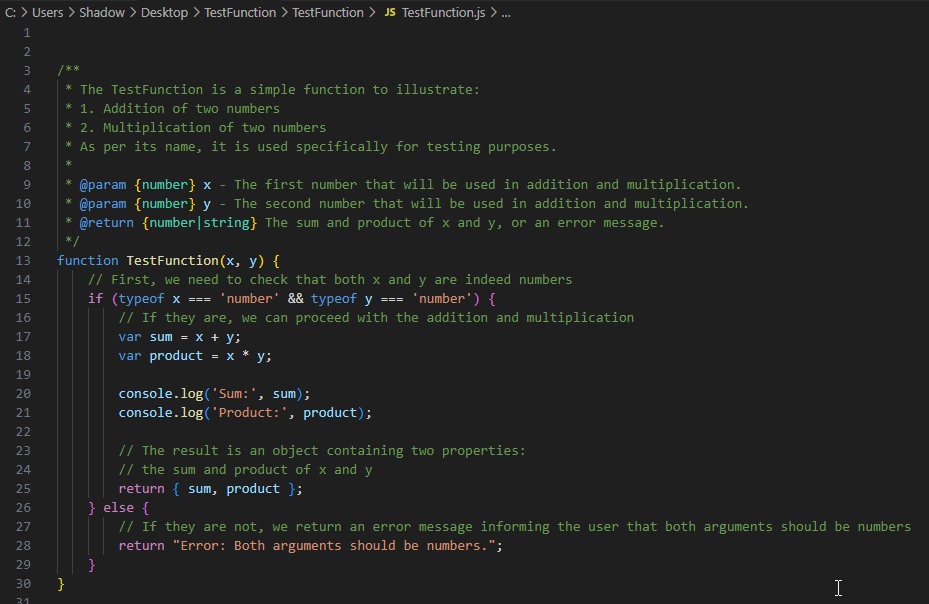 C: > Users > Shadow > Desktop > TestFunction > TestFunction > JS TestFunction.js > ...
1
2
3 /**
4  * The TestFunction is a simple function to illustrate:
5  * 1. Addition of two numbers
6  * 2. Multiplication of two numbers
7  * As per its name, it is used specifically for testing purposes.
8  *
9  * @param {number} x - The first number that will be used in addition and multiplication.
10  * @param {number} y - The second number that will be used in addition and multiplication.
11  * @return {number|string} The sum and product of x and y, or an error message.
12  */
13 function TestFunction(x, y) {
14     // First, we need to check that both x and y are indeed numbers
15     if (typeof x === 'number' && typeof y === 'number') {
16         // If they are, we can proceed with the addition and multiplication
17         var sum = x + y;
18         var product = x * y;
19
20         console.log('Sum:', sum);
21         console.log('Product:', product);
22
23         // The result is an object containing two properties:
24         // the sum and product of x and y
25         return { sum, product };
26     } else {
27         // If they are not, we return an error message informing the user that both arguments should be numbers
28         return "Error: Both arguments should be numbers.";
29     }
30 }
31